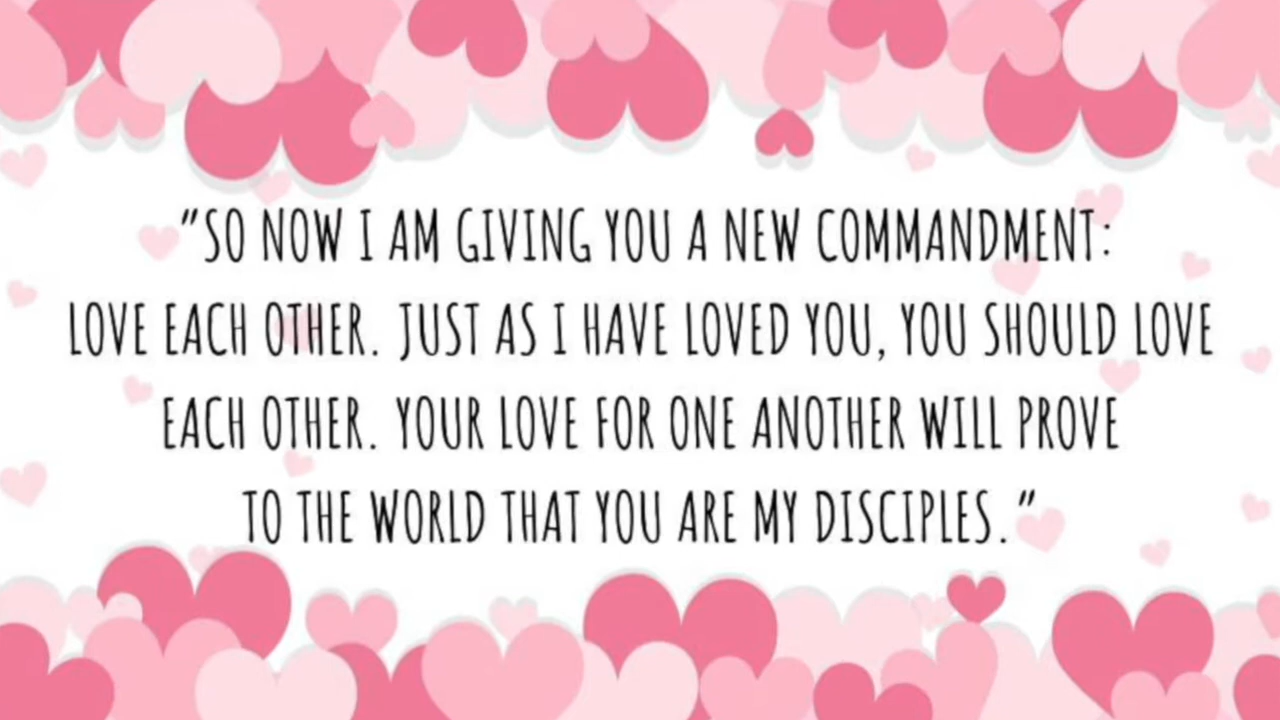 "SO NOW I AM GIVING YOU A NEW COMMANDMENT:
LOVE EACH OTHER. JUST AS I HAVE LOVED YOU, YOU SHOULD LOVE
EACH OTHER. YOUR LOVE FOR ONE ANOTHER WILL PROVE
TO THE WORLD THAT YOU ARE MY DISCIPLES."